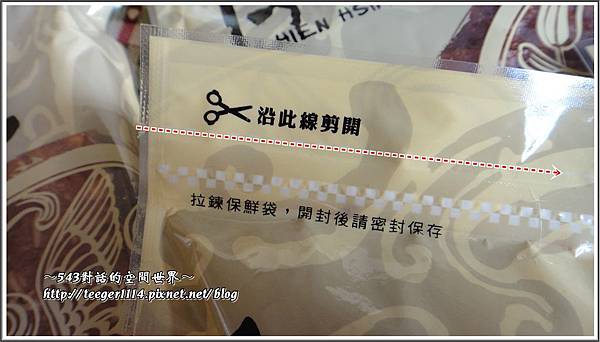 HIEN HSI
沿此線剪開
拉鍊保鮮袋，開封後請密封保存
～543對話的空間世界～
http://teeger1114.pixnet.net/blog